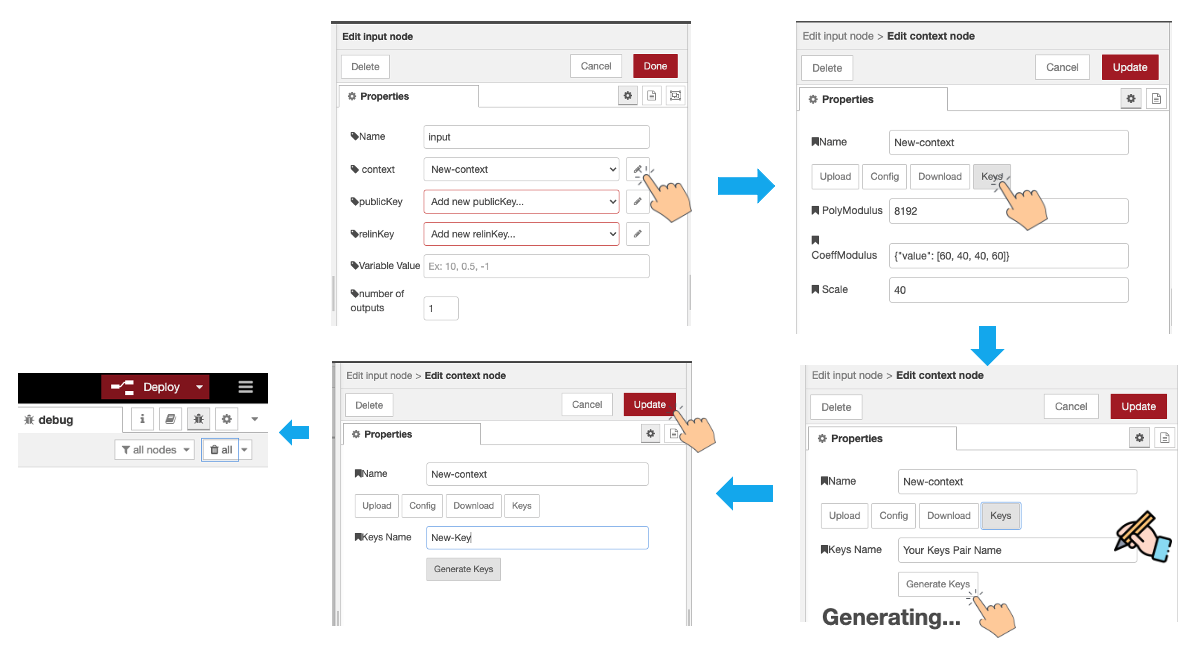 Edit input node
Delete
Cancel
Done
Properties
Name
input
context
New-context
publicKey
Add new publicKey...
relinKey
Add new relinKey...
Variable Value
Ex: 10, 0.5, -1
number of
outputs
1
Edit input node > Edit context node
Delete
Cancel
Update
Properties
Name
New-context
Upload
Config
Download
Keys
PolyModulus
8192
CoeffModulus
{"value": [60, 40, 40, 60]}
Scale
40
Edit input node > Edit context node
Delete
Cancel
Update
Properties
Name
New-context
Upload
Config
Download
Keys
Keys Name
Your Keys Pair Name
Generate Keys
Generating...
Edit input node > Edit context node
Delete
Cancel
Update
Properties
Name
New-context
Upload
Config
Download
Keys
Keys Name
New-Key
Generate Keys
Deploy
debug
i
all nodes
all